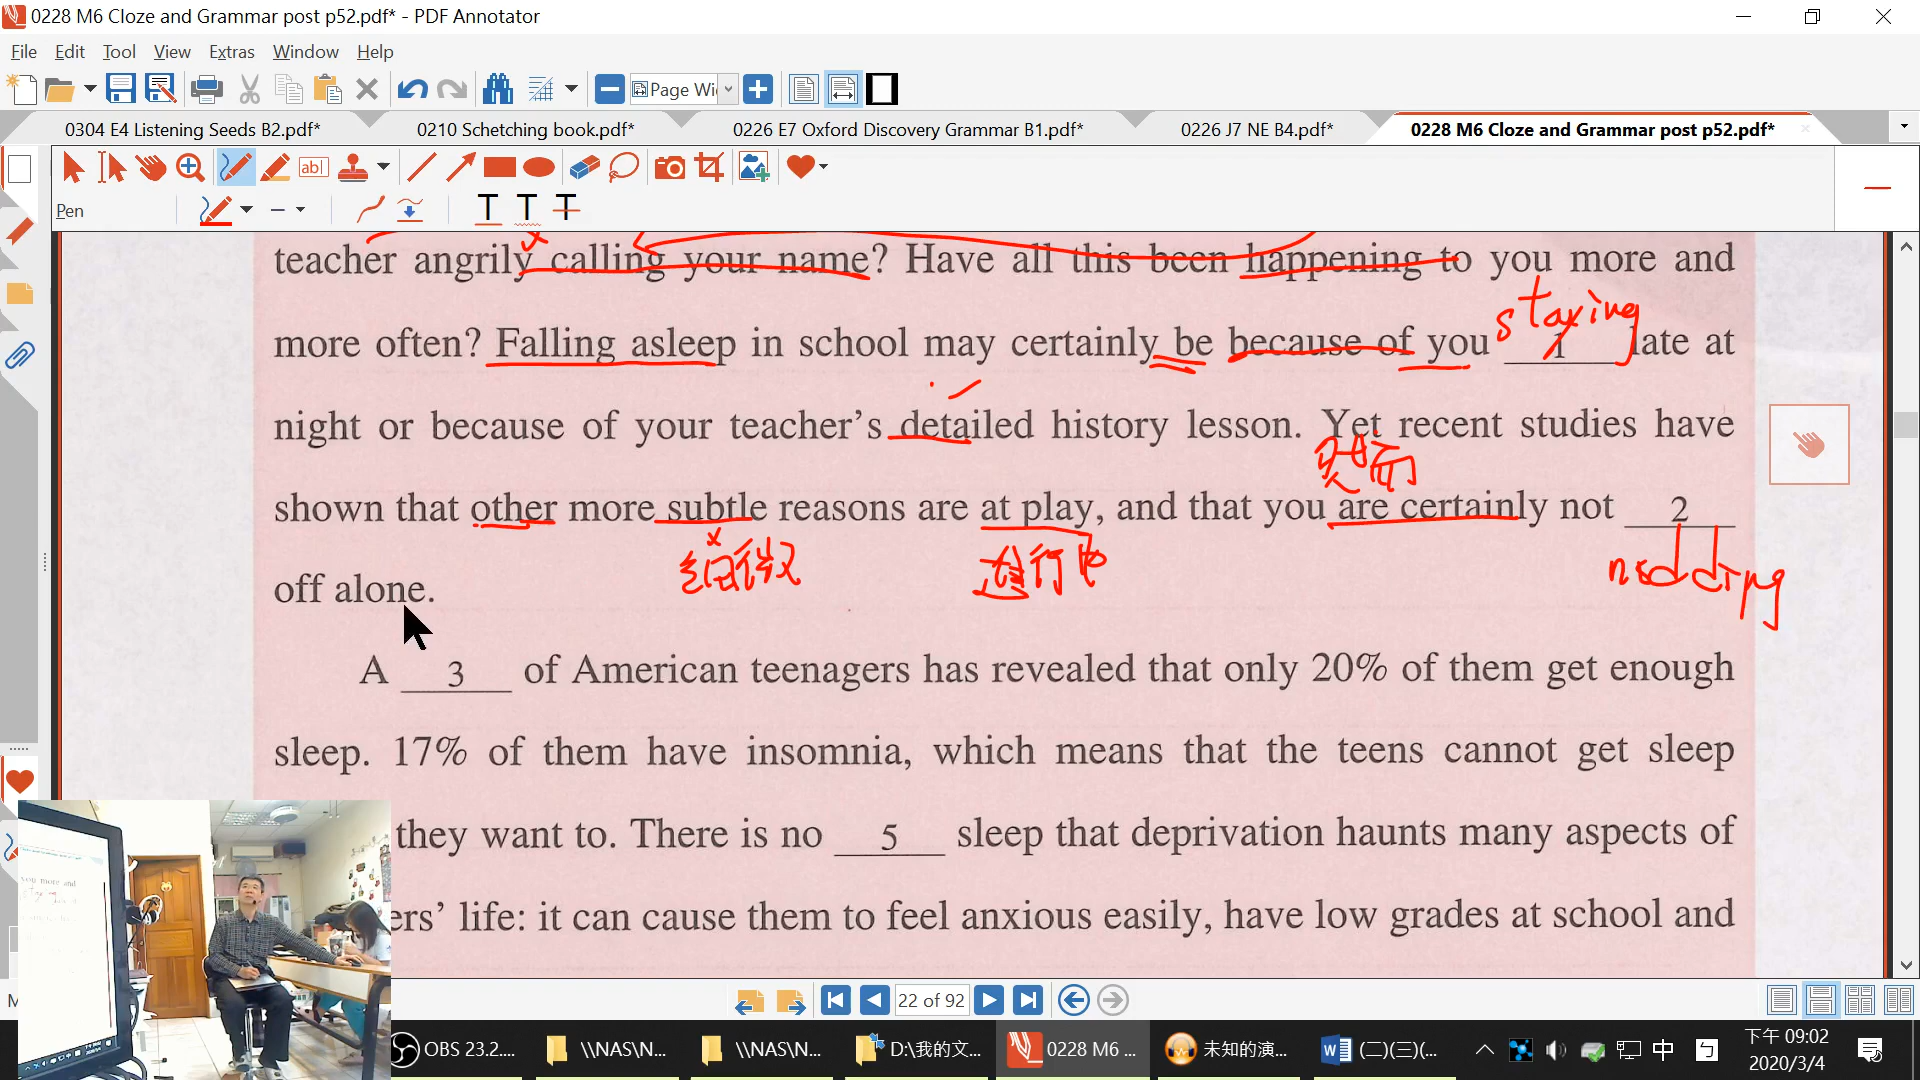 0228 M6 Cloze and Grammar post p52.pdf* - PDF Annotator
File Edit Tool View Extras Window Help
Page Wi
0304 E4 Listening Seeds B2.pdf*
0210 Schetching book.pdf*
0226 E7 Oxford Discovery Grammar B1.pdf*
0226 J7 NE B4.pdf*
0228 M6 Cloze and Grammar post p52.pdf*
Pen
teacher angrily calling your name? Have all this been happening to you more and
staying
more often? Falling asleep in school may certainly be because of you 1 late at
night or because of your teacher's detailed history lesson. Yet recent studies have
shown that other more subtle reasons are at play, and that you are certainly not 2
細微
進行中
nodding
off alone.
A 3 of American teenagers has revealed that only 20% of them get enough
sleep. 17% of them have insomnia, which means that the teens cannot get sleep
they want to. There is no 5 sleep that deprivation haunts many aspects of
ers' life: it can cause them to feel anxious easily, have low grades at school and
22 of 92
OBS 23.2....
\\NAS\N...
\\NAS\N...
D:\我的文...
0228 M6 ...
未知的演...
(二)(三)(...
中
ㄅ
下午 09:02
2020/3/4